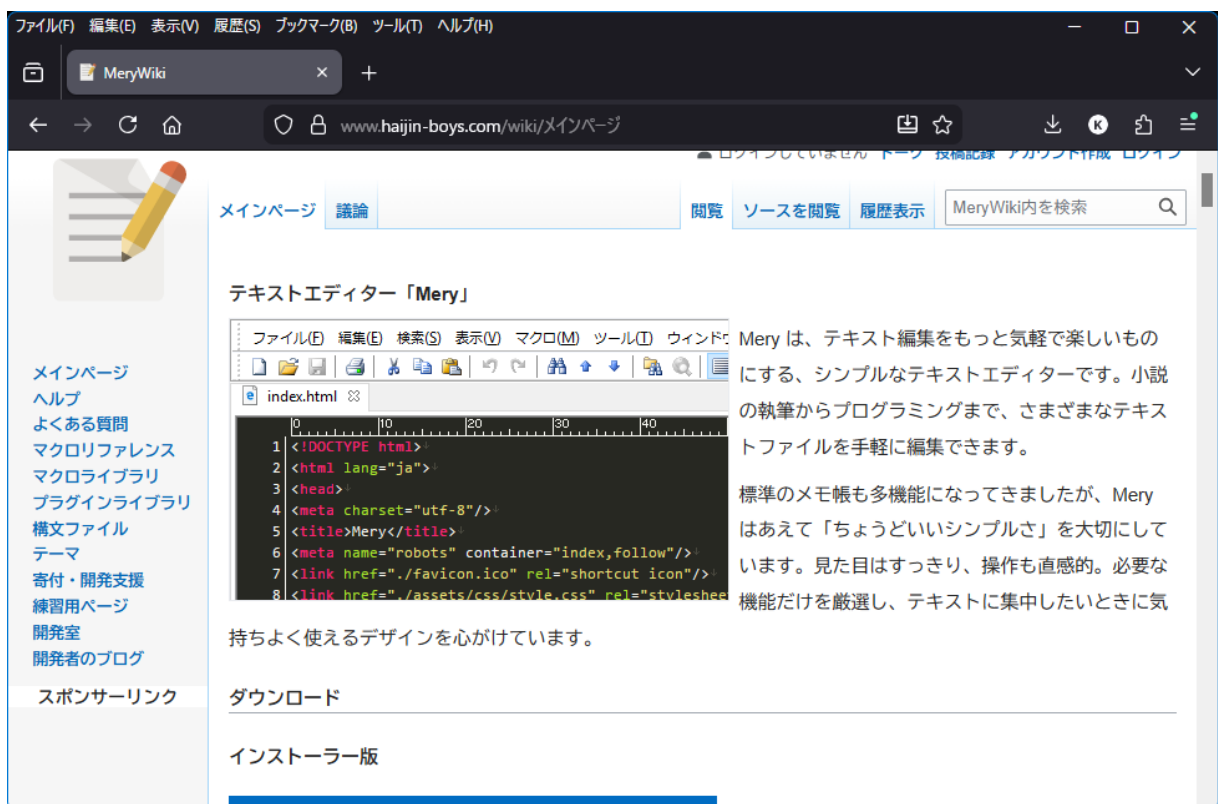 ファイル(F) 編集(E) 表示(V) 履歴(S) ブックマーク(B) ツール(T) ヘルプ(H)
MeryWiki
www.haijin-boys.com/wiki/メインページ
K
ログインしていません トーク 投稿記録 アカウント作成 ログイン
メインページ 議論 閲覧 ソースを閲覧 履歴表示 MeryWiki内を検索
テキストエディター「Mery」
ファイル(F) 編集(E) 検索(S) 表示(V) マクロ(M) ツール(T) ウィンドウ
index.html
0 10 20 30 40
1 <!DOCTYPE html>↓
2 <html lang="ja">↓
3 <head>↓
4 <meta charset="utf-8"/>↓
5 <title>Mery</title>↓
6 <meta name="robots" container="index,follow"/>↓
7 <link href="./favicon.ico" rel="shortcut icon"/>↓
8 <link href="./assets/css/style.css" rel="stylesheet
Mery は、テキスト編集をもっと気軽で楽しいもの
にする、シンプルなテキストエディターです。小説
の執筆からプログラミングまで、さまざまなテキス
トファイルを手軽に編集できます。
標準のメモ帳も多機能になってきましたが、Mery
はあえて「ちょうどいいシンプルさ」を大切にして
います。見た目はすっきり、操作も直感的。必要な
機能だけを厳選し、テキストに集中したいときに気
持ちよく使えるデザインを心がけています。
ダウンロード
インストーラー版
メインページ
ヘルプ
よくある質問
マクロリファレンス
マクロライブラリ
プラグインライブラリ
構文ファイル
テーマ
寄付・開発支援
練習用ページ
開発室
開発者のブログ
スポンサーリンク